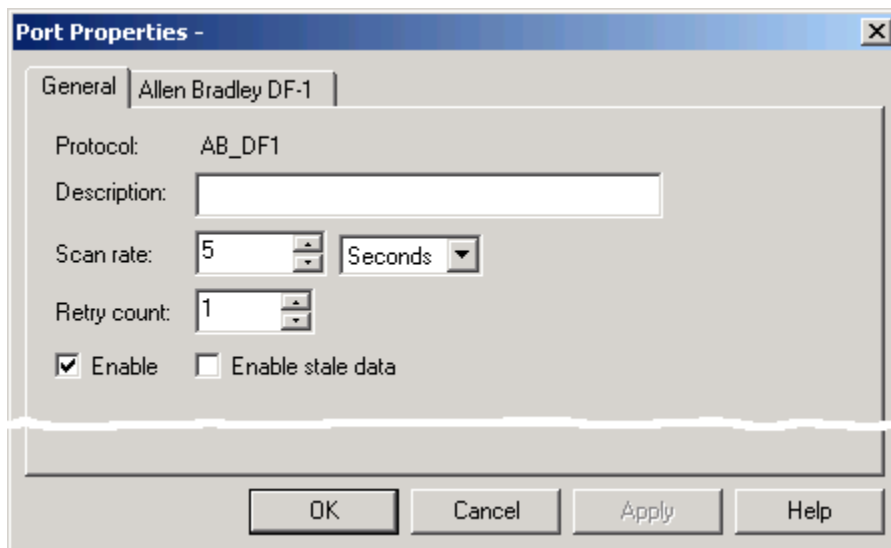 Port Properties -
General Allen Bradley DF-1
Protocol: AB_DF1
Description:
Scan rate: 5 Seconds
Retry count: 1
Enable Enable stale data
OK Cancel Apply Help